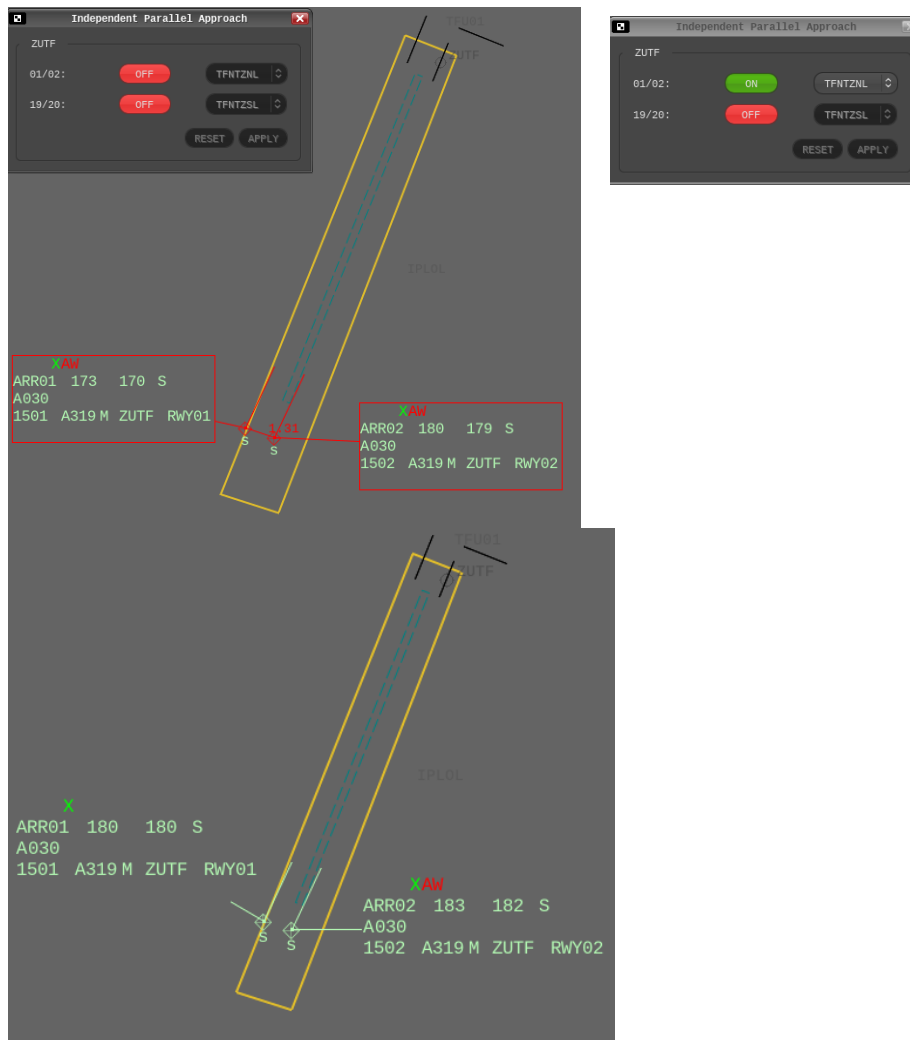 Independent Parallel Approach
ZUTF
01/02: OFF TFNTZNL
19/20: OFF TFNTZSL
RESET APPLY
TFU01
ZUTF
IPLOL
XAW
ARR01 173 170 S
A030
1501 A319 M ZUTF RWY01
1.31
S
S
XAW
ARR02 180 179 S
A030
1502 A319 M ZUTF RWY02
Independent Parallel Approach
ZUTF
01/02: ON TFNTZNL
19/20: OFF TFNTZSL
RESET APPLY
TFU01
ZUTF
IPLOL
X
ARR01 180 180 S
A030
1501 A319 M ZUTF RWY01
S
S
XAW
ARR02 183 182 S
A030
1502 A319 M ZUTF RWY02